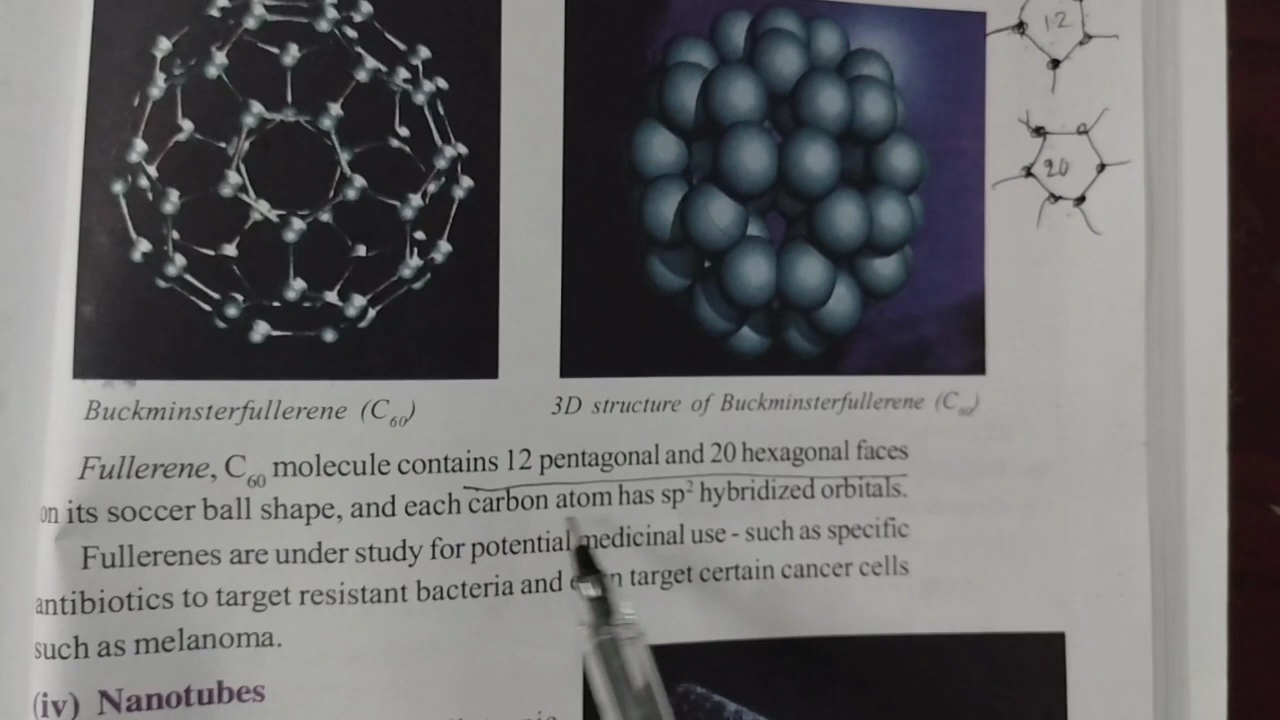 12
20
Buckminsterfullerene (C₆₀)
3D structure of Buckminsterfullerene (C₆₀)
Fullerene, C₆₀ molecule contains 12 pentagonal and 20 hexagonal faces
on its soccer ball shape, and each carbon atom has sp² hybridized orbitals.
Fullerenes are under study for potential medicinal use - such as specific
antibiotics to target resistant bacteria and target certain cancer cells
such as melanoma.
(iv) Nanotubes